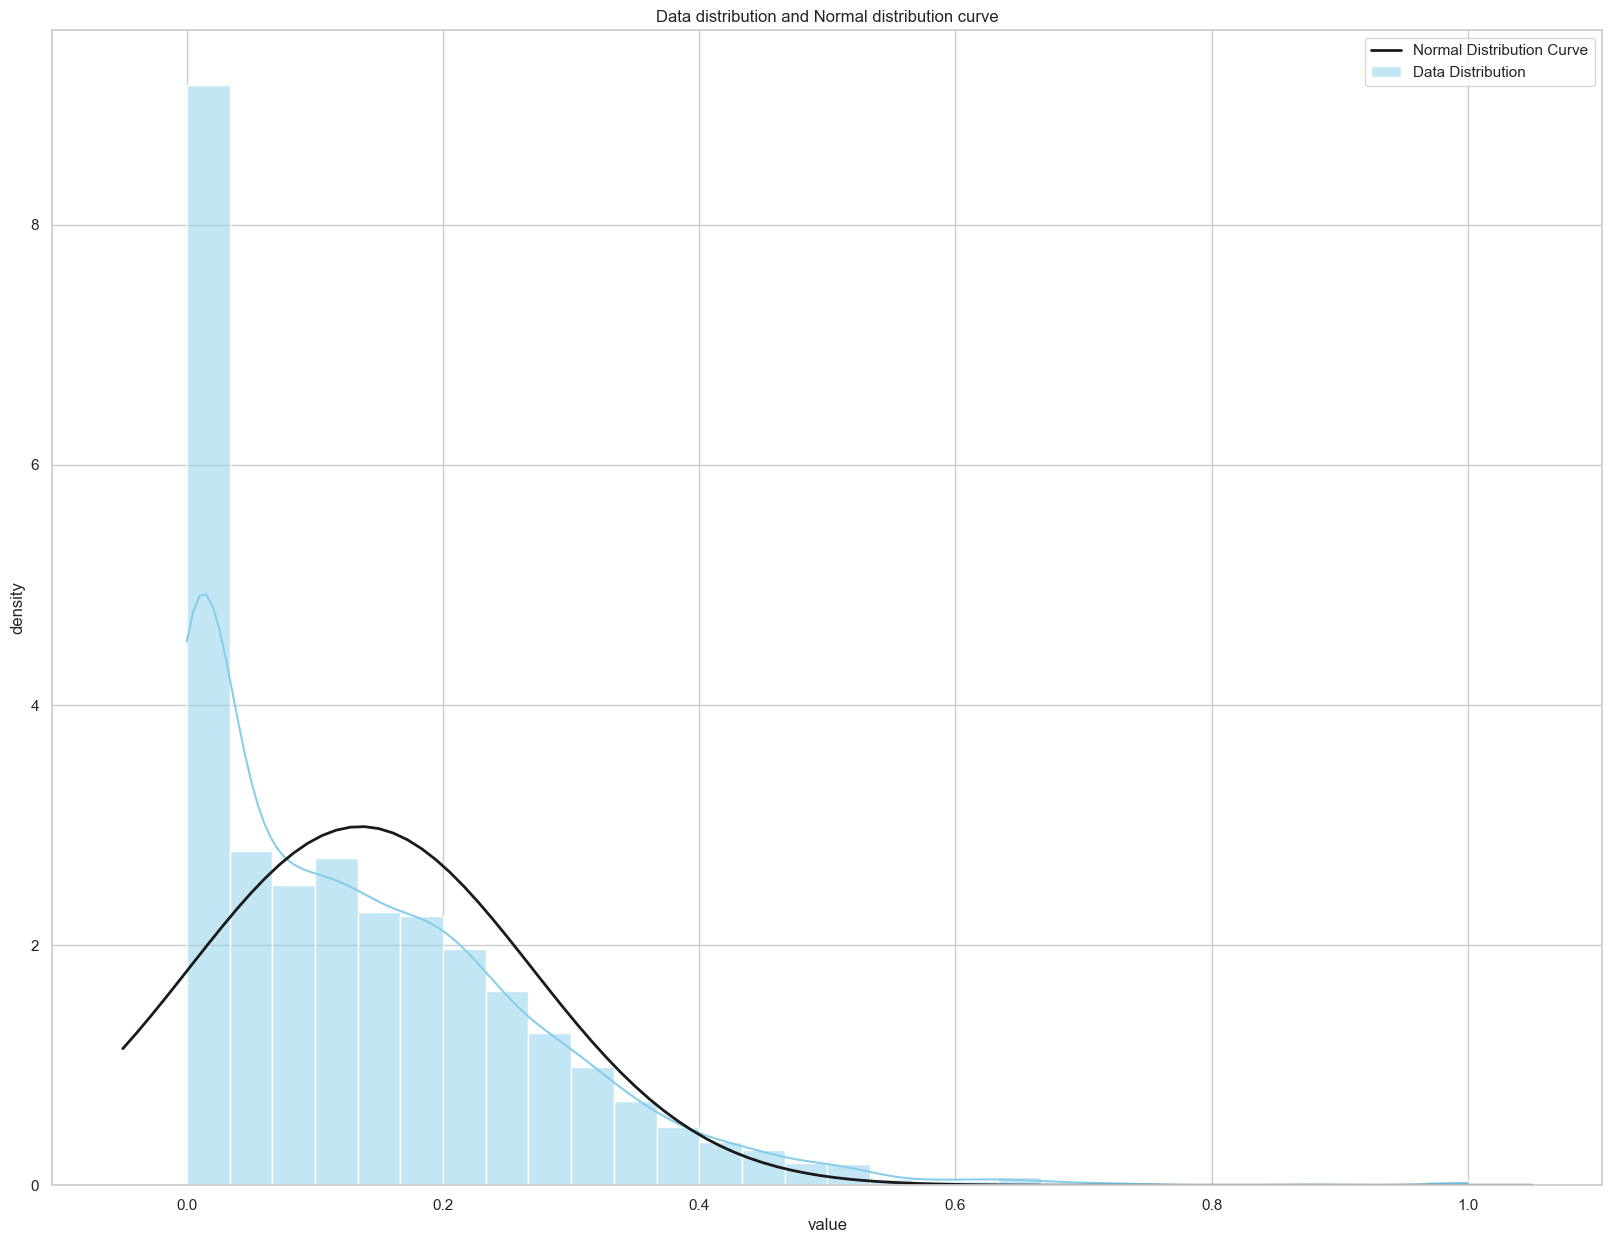 Data distribution and Normal distribution curve
Normal Distribution Curve
Data Distribution
8
6
4
2
0
density
0.0 0.2 0.4 0.6 0.8 1.0
value